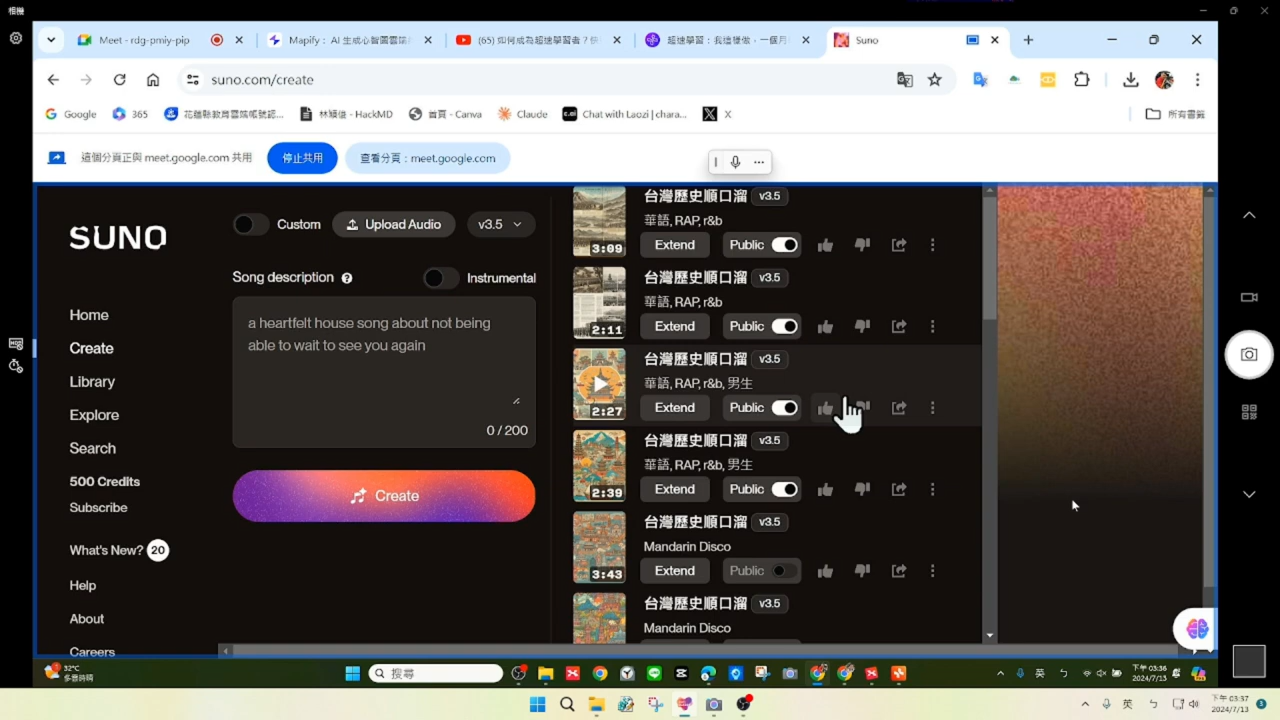 相機
Meet - rdg-pmiy-pip
Mapify: AI 生成心智圖雲端
(65) 如何成為超速學習者？快
超速學習：我這樣做，一個月
Suno
suno.com/create
Google
365
花蓮縣教育雲端帳號認...
林穎俊 - HackMD
首頁 - Canva
Claude
Chat with Laozi | chara...
X
所有書籤
這個分頁正與 meet.google.com 共用
停止共用
查看分頁：meet.google.com
SUNO
Home
Create
Library
Explore
Search
500 Credits
Subscribe
What's New? 20
Help
About
Careers
Custom
Upload Audio
v3.5
Song description
Instrumental
a heartfelt house song about not being
able to wait to see you again
0 / 200
Create
台灣歷史順口溜 v3.5
華語, RAP, r&b
3:09
Extend
Public
台灣歷史順口溜 v3.5
華語, RAP, r&b
2:11
Extend
Public
台灣歷史順口溜 v3.5
華語, RAP, r&b, 男生
2:27
Extend
Public
台灣歷史順口溜 v3.5
華語, RAP, r&b, 男生
2:39
Extend
Public
台灣歷史順口溜 v3.5
Mandarin Disco
3:43
Extend
Public
台灣歷史順口溜 v3.5
Mandarin Disco
32°C
多雲時晴
搜尋
英
ㄅ
下午 03:36
2024/7/13
英
ㄅ
下午 03:37
2024/7/13